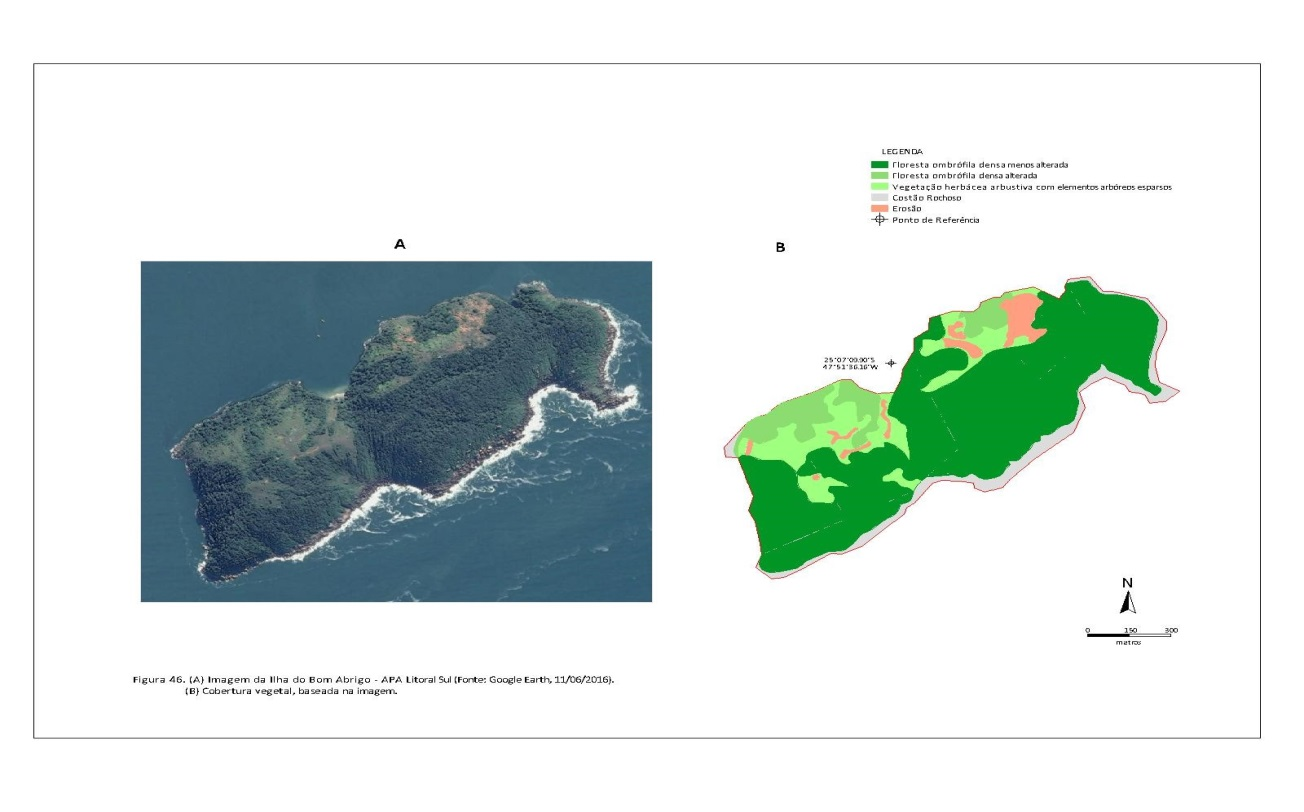 LEGENDA
Floresta ombrófila densa menos alterada
Floresta ombrófila densa alterada
Vegetação herbácea arbustiva com elementos arbóreos esparsos
Costão Rochoso
Erosão
Ponto de Referência
A
B
25°07'09.90"S
47°51'36.16"W
N
0 150 300
metros
Figura 46. (A) Imagem da Ilha do Bom Abrigo - APA Litoral Sul (Fonte: Google Earth, 11/06/2016).
(B) Cobertura vegetal, baseada na imagem.